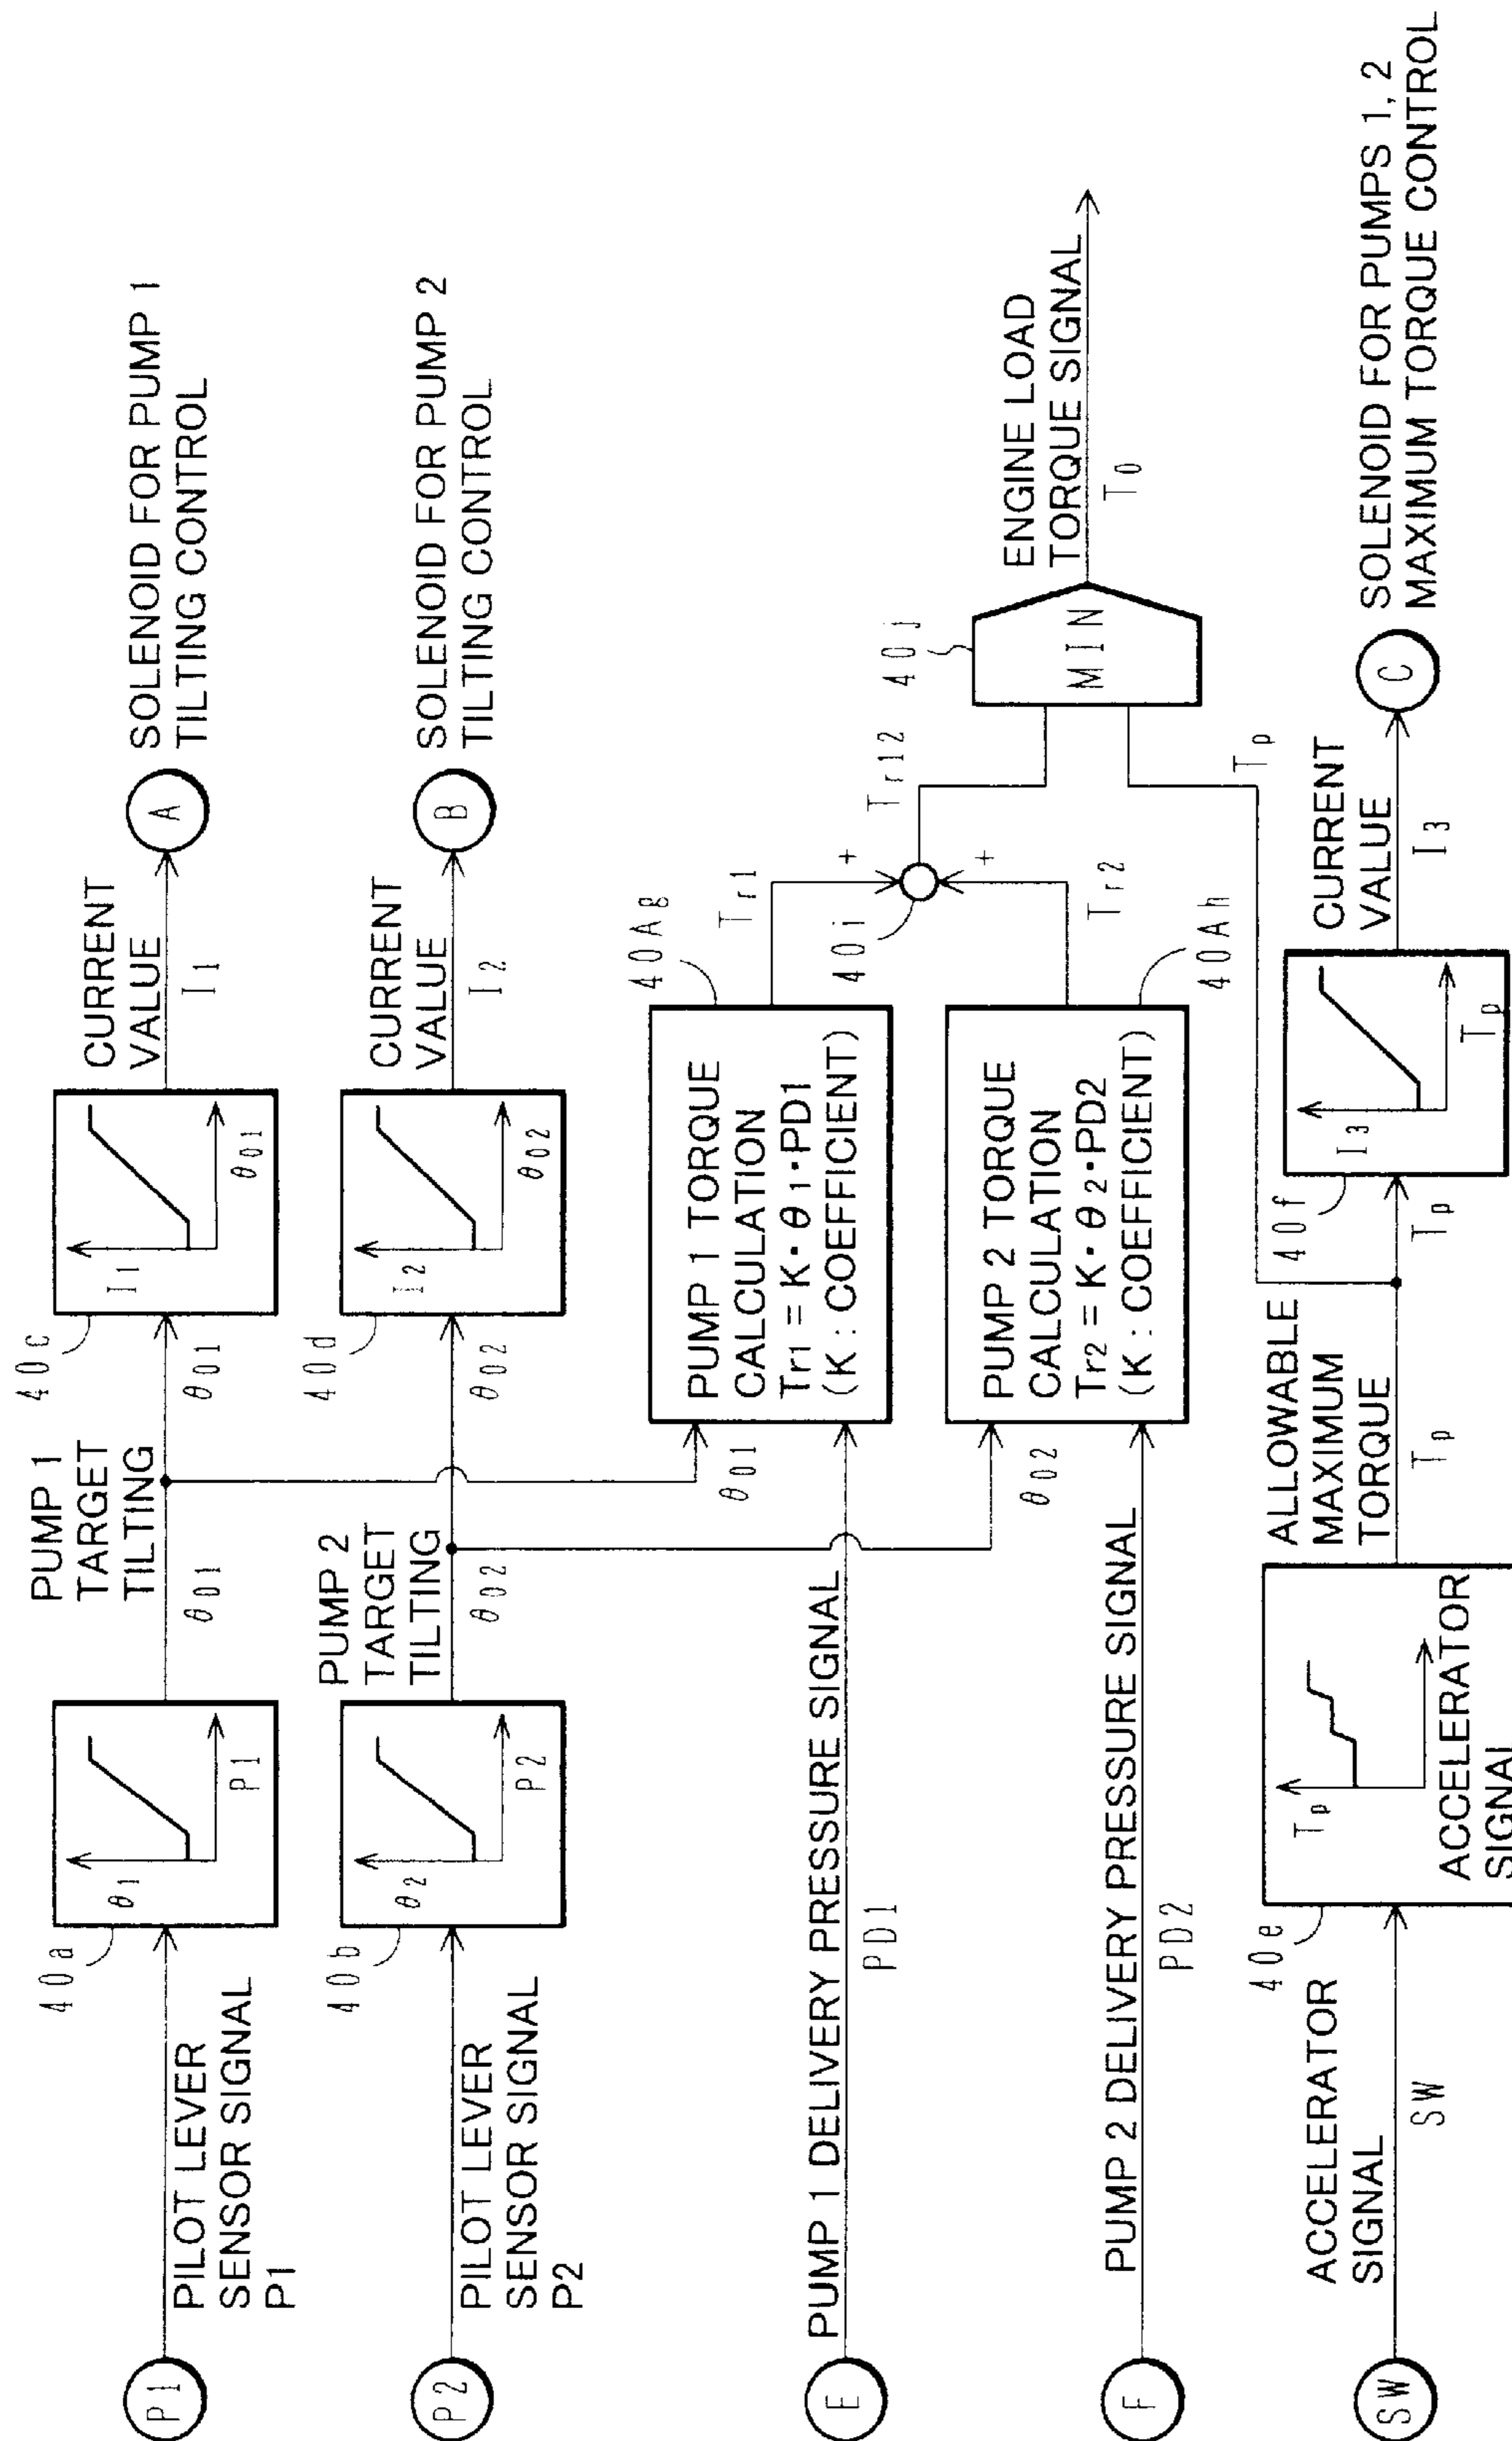 P1
PILOT LEVER
SENSOR SIGNAL
P1
40a
θ1
P1
PUMP 1
TARGET
TILTING
θ01
40c
θ01
I1
θ01
CURRENT
VALUE
I1
A
SOLENOID FOR PUMP 1
TILTING CONTROL
P2
PILOT LEVER
SENSOR SIGNAL
P2
40b
θ2
P2
PUMP 2
TARGET
TILTING
θ02
40d
θ02
I2
θ02
CURRENT
VALUE
I2
B
SOLENOID FOR PUMP 2
TILTING CONTROL
E
PUMP 1 DELIVERY PRESSURE SIGNAL
PD1
θ01
PUMP 1 TORQUE
CALCULATION
Tr1 = K·θ1·PD1
(K : COEFFICIENT)
40Ag
Tr1
+
40i
Tr12
F
PUMP 2 DELIVERY PRESSURE SIGNAL
PD2
θ02
PUMP 2 TORQUE
CALCULATION
Tr2 = K·θ2·PD2
(K : COEFFICIENT)
40Ah
Tr2
+
40j
MIN
ENGINE LOAD
TORQUE SIGNAL
T0
Tp
SW
ACCELERATOR
SIGNAL
SW
40e
Tp
ACCELERATOR
SIGNAL
ALLOWABLE
MAXIMUM
TORQUE
Tp
40f
Tp
I3
Tp
CURRENT
VALUE
I3
C
SOLENOID FOR PUMPS 1, 2
MAXIMUM TORQUE CONTROL